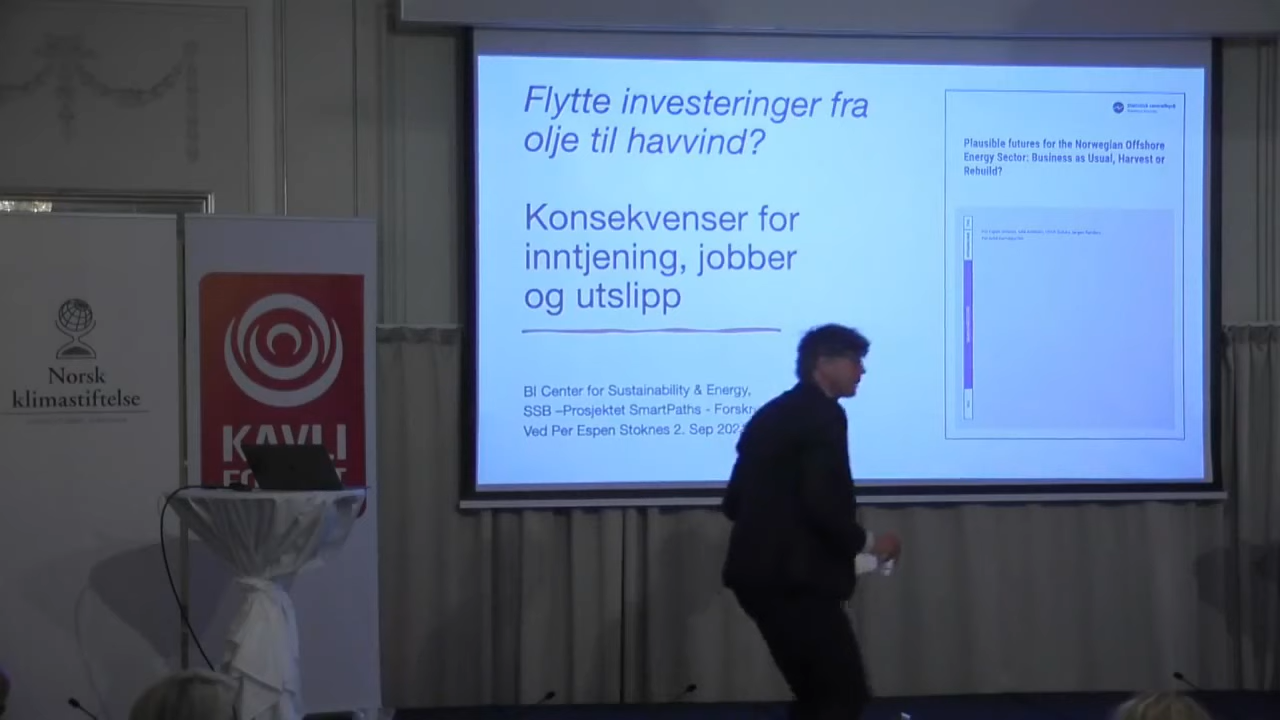 Flytte investeringer fra
olje til havvind?
Konsekvenser for
inntjening, jobber
og utslipp
BI Center for Sustainability & Energy,
SSB –Prosjektet SmartPaths - Forsk
Ved Per Espen Stoknes 2. Sep 202
Plausible futures for the Norwegian Offshore
Energy Sector: Business as Usual, Harvest or
Rebuild?
Norsk
klimastiftelse
KAVLI